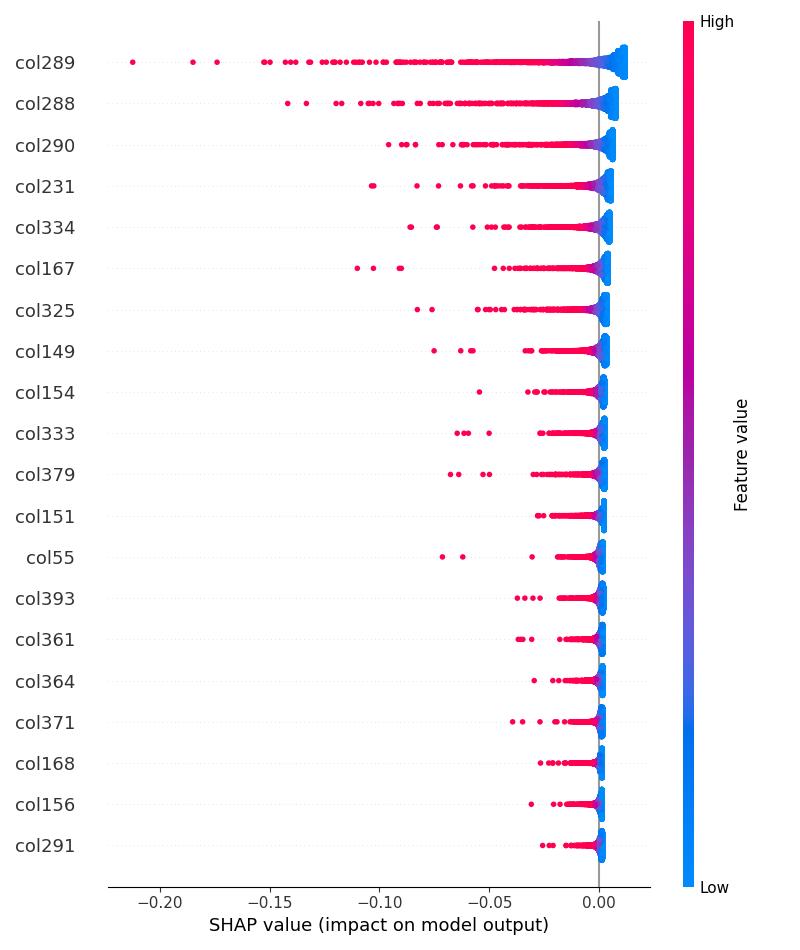 High
col289
col288
col290
col231
col334
col167
col325
col149
col154
col333
col379
col151
col55
col393
col361
col364
col371
col168
col156
col291
Feature value
Low
−0.20 −0.15 −0.10 −0.05 0.00
SHAP value (impact on model output)